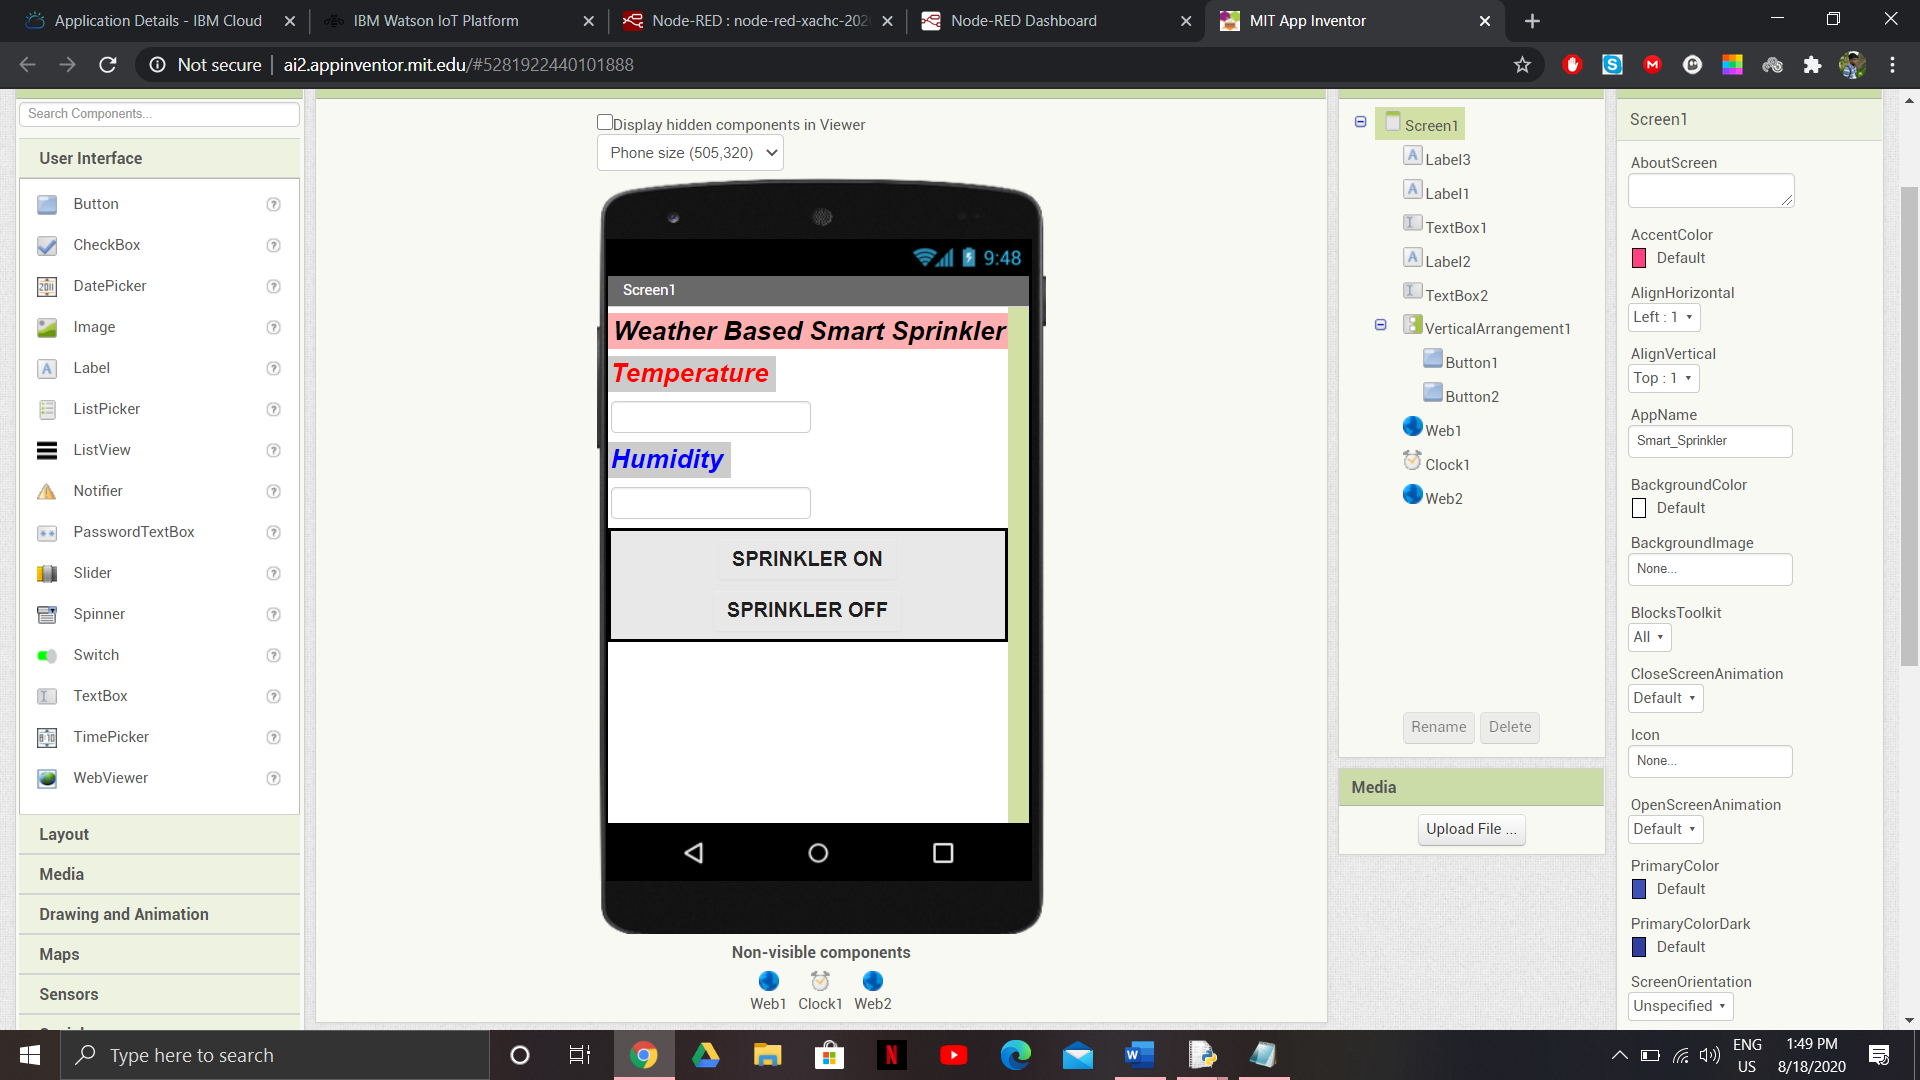 Application Details - IBM Cloud
IBM Watson IoT Platform
Node-RED : node-red-xachc-202
Node-RED Dashboard
MIT App Inventor
Not secure
ai2.appinventor.mit.edu/#5281922440101888
Search Components...
User Interface
Button
CheckBox
DatePicker
Image
Label
ListPicker
ListView
Notifier
PasswordTextBox
Slider
Spinner
Switch
TextBox
TimePicker
WebViewer
Layout
Media
Drawing and Animation
Maps
Sensors
Display hidden components in Viewer
Phone size (505,320)
9:48
Screen1
Weather Based Smart Sprinkler
Temperature
Humidity
SPRINKLER ON
SPRINKLER OFF
Non-visible components
Web1
Clock1
Web2
Screen1
Label3
Label1
TextBox1
Label2
TextBox2
VerticalArrangement1
Button1
Button2
Web1
Clock1
Web2
Rename
Delete
Media
Upload File ...
Screen1
AboutScreen
AccentColor
Default
AlignHorizontal
Left : 1
AlignVertical
Top : 1
AppName
Smart_Sprinkler
BackgroundColor
Default
BackgroundImage
None...
BlocksToolkit
All
CloseScreenAnimation
Default
Icon
None...
OpenScreenAnimation
Default
PrimaryColor
Default
PrimaryColorDark
Default
ScreenOrientation
Unspecified
Type here to search
ENG
US
1:49 PM
8/18/2020